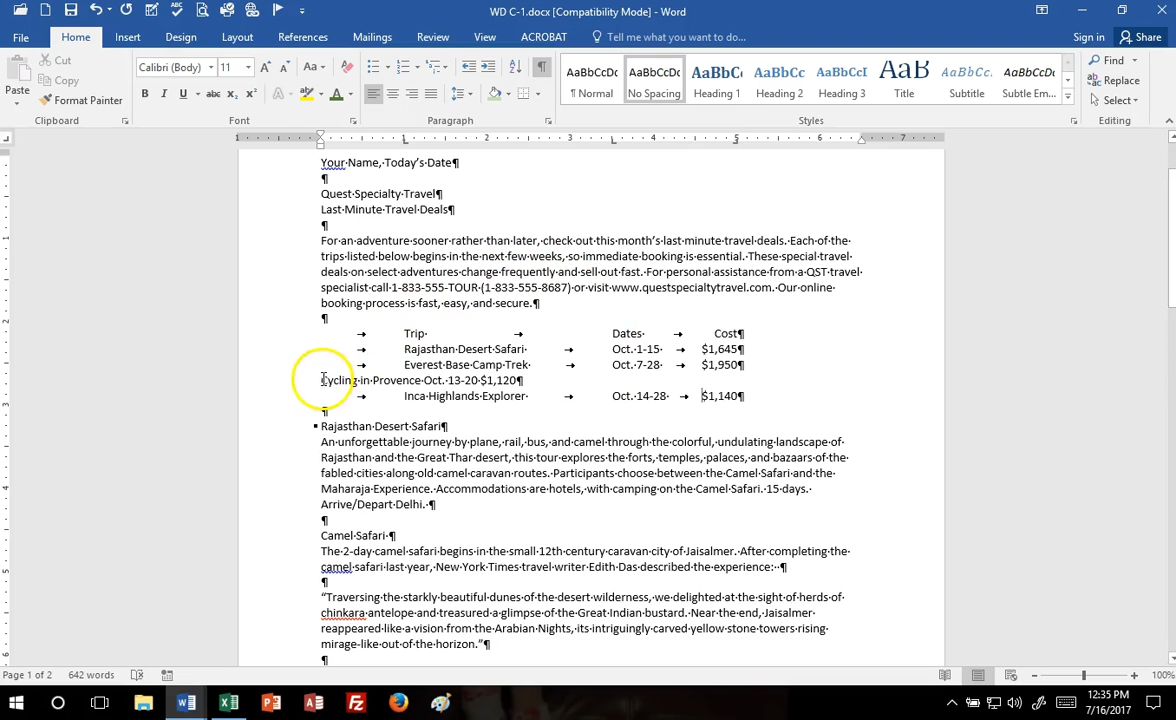 WD C-1.docx [Compatibility Mode] - Word
File Home Insert Design Layout References Mailings Review View ACROBAT Tell me what you want to do... Sign in Share
Cut
Copy
Format Painter
Paste
Clipboard
Calibri (Body) 11
Font
Paragraph
AaBbCcDc AaBbCcDc AaBbCc AaBbCcD AaBbCcI AaB AaBbCcD AaBbCcDc
¶ Normal No Spacing Heading 1 Heading 2 Heading 3 Title Subtitle Subtle Em...
Styles
Find
Replace
Select
Editing
1 1 2 3 4 5 6 7
Your Name, Today's Date¶
¶
Quest Specialty Travel¶
Last Minute Travel Deals¶
¶
For an adventure sooner rather than later, check out this month's last minute travel deals. Each of the
trips listed below begins in the next few weeks, so immediate booking is essential. These special travel
deals on select adventures change frequently and sell out fast. For personal assistance from a QST travel
specialist call 1-833-555-TOUR (1-833-555-8687) or visit www.questspecialtytravel.com. Our online
booking process is fast, easy, and secure.¶
¶
→ Trip → Dates → Cost¶
→ Rajasthan Desert Safari → Oct. 1-15 → $1,645¶
→ Everest Base Camp Trek → Oct. 7-28 → $1,950¶
Cycling in Provence Oct. 13-20 $1,120¶
→ Inca Highlands Explorer → Oct. 14-28 → $1,140¶
¶
Rajasthan Desert Safari¶
An unforgettable journey by plane, rail, bus, and camel through the colorful, undulating landscape of
Rajasthan and the Great Thar desert, this tour explores the forts, temples, palaces, and bazaars of the
fabled cities along old camel caravan routes. Participants choose between the Camel Safari and the
Maharaja Experience. Accommodations are hotels, with camping on the Camel Safari. 15 days.
Arrive/Depart Delhi. ¶
¶
Camel Safari ¶
The 2-day camel safari begins in the small 12th century caravan city of Jaisalmer. After completing the
camel safari last year, New York Times travel writer Edith Das described the experience: ¶
¶
“Traversing the starkly beautiful dunes of the desert wilderness, we delighted at the sight of herds of
chinkara antelope and treasured a glimpse of the Great Indian bustard. Near the end, Jaisalmer
reappeared like a vision from the Arabian Nights, its intriguingly carved yellow stone towers rising
mirage-like out of the horizon.”¶
¶
Page 1 of 2 642 words 100%
12:35 PM
7/16/2017